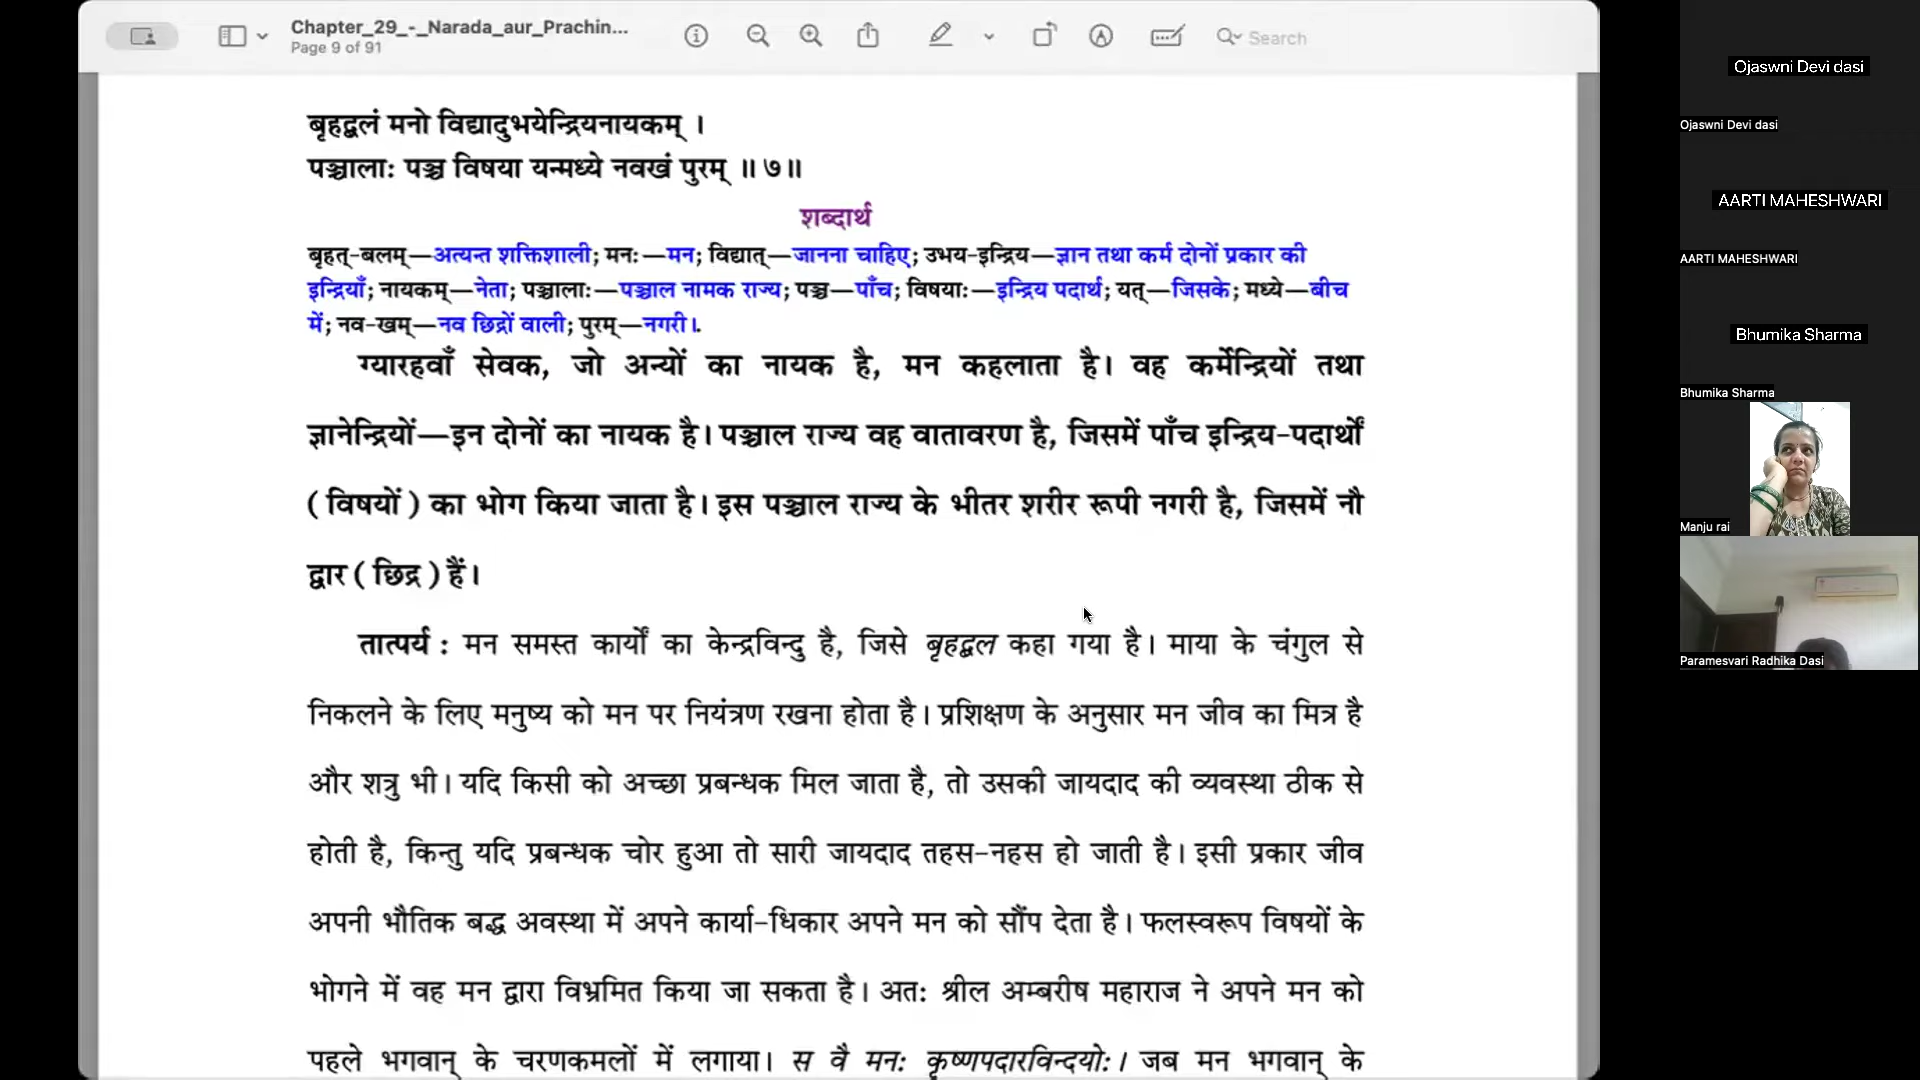 Chapter_29_-_Narada_aur_Prachin...
Page 9 of 91
Search
बृहद्बलं मनो विद्यादुभयेन्द्रियनायकम् ।
पञ्चालाः पञ्च विषया यन्मध्ये नवखं पुरम् ॥ ७॥
शब्दार्थ
बृहत्-बलम्—अत्यन्त शक्तिशाली; मनः—मन; विद्यात्—जानना चाहिए; उभय-इन्द्रिय—ज्ञान तथा कर्म दोनों प्रकार की
इन्द्रियाँ; नायकम्—नेता; पञ्चालाः—पञ्चाल नामक राज्य; पञ्च—पाँच; विषयाः—इन्द्रिय पदार्थ; यत्—जिसके; मध्ये—बीच
में; नव-खम्—नव छिद्रों वाली; पुरम्—नगरी।.
ग्यारहवाँ सेवक, जो अन्यों का नायक है, मन कहलाता है। वह कर्मेन्द्रियों तथा
ज्ञानेन्द्रियों—इन दोनों का नायक है। पञ्चाल राज्य वह वातावरण है, जिसमें पाँच इन्द्रिय-पदार्थों
( विषयों ) का भोग किया जाता है। इस पञ्चाल राज्य के भीतर शरीर रूपी नगरी है, जिसमें नौ
द्वार ( छिद्र ) हैं।
तात्पर्य : मन समस्त कार्यों का केन्द्रविन्दु है, जिसे बृहद्बल कहा गया है। माया के चंगुल से
निकलने के लिए मनुष्य को मन पर नियंत्रण रखना होता है। प्रशिक्षण के अनुसार मन जीव का मित्र है
और शत्रु भी। यदि किसी को अच्छा प्रबन्धक मिल जाता है, तो उसकी जायदाद की व्यवस्था ठीक से
होती है, किन्तु यदि प्रबन्धक चोर हुआ तो सारी जायदाद तहस-नहस हो जाती है। इसी प्रकार जीव
अपनी भौतिक बद्ध अवस्था में अपने कार्या-धिकार अपने मन को सौंप देता है। फलस्वरूप विषयों के
भोगने में वह मन द्वारा विभ्रमित किया जा सकता है। अतः श्रील अम्बरीष महाराज ने अपने मन को
पहले भगवान् के चरणकमलों में लगाया। स वै मनः कृष्णपदारविन्दयोः। जब मन भगवान् के
Ojaswni Devi dasi
Ojaswni Devi dasi
AARTI MAHESHWARI
AARTI MAHESHWARI
Bhumika Sharma
Bhumika Sharma
Manju rai
Paramesvari Radhika Dasi